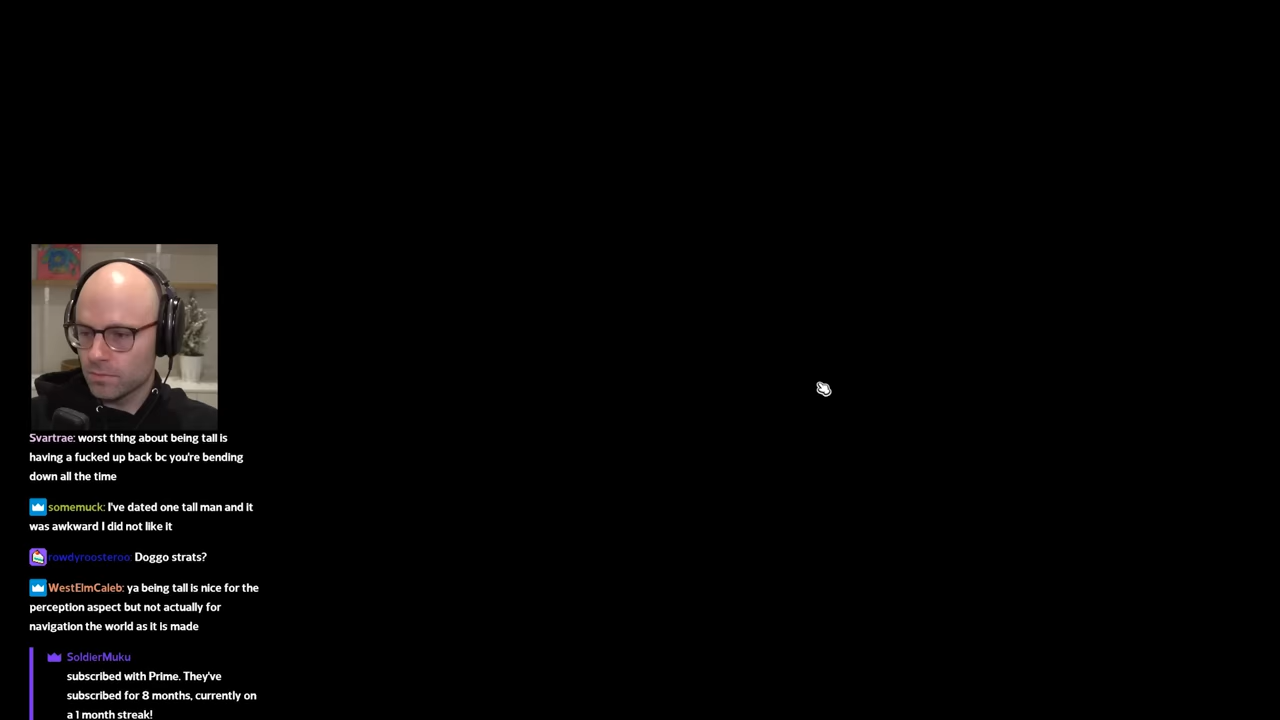 Svartrae: worst thing about being tall is
having a fucked up back bc you're bending
down all the time
somemuck: I've dated one tall man and it
was awkward I did not like it
rowdyroosteroo: Doggo strats?
WestElmCaleb: ya being tall is nice for the
perception aspect but not actually for
navigation the world as it is made
SoldierMuku
subscribed with Prime. They've
subscribed for 8 months, currently on
a 1 month streak!